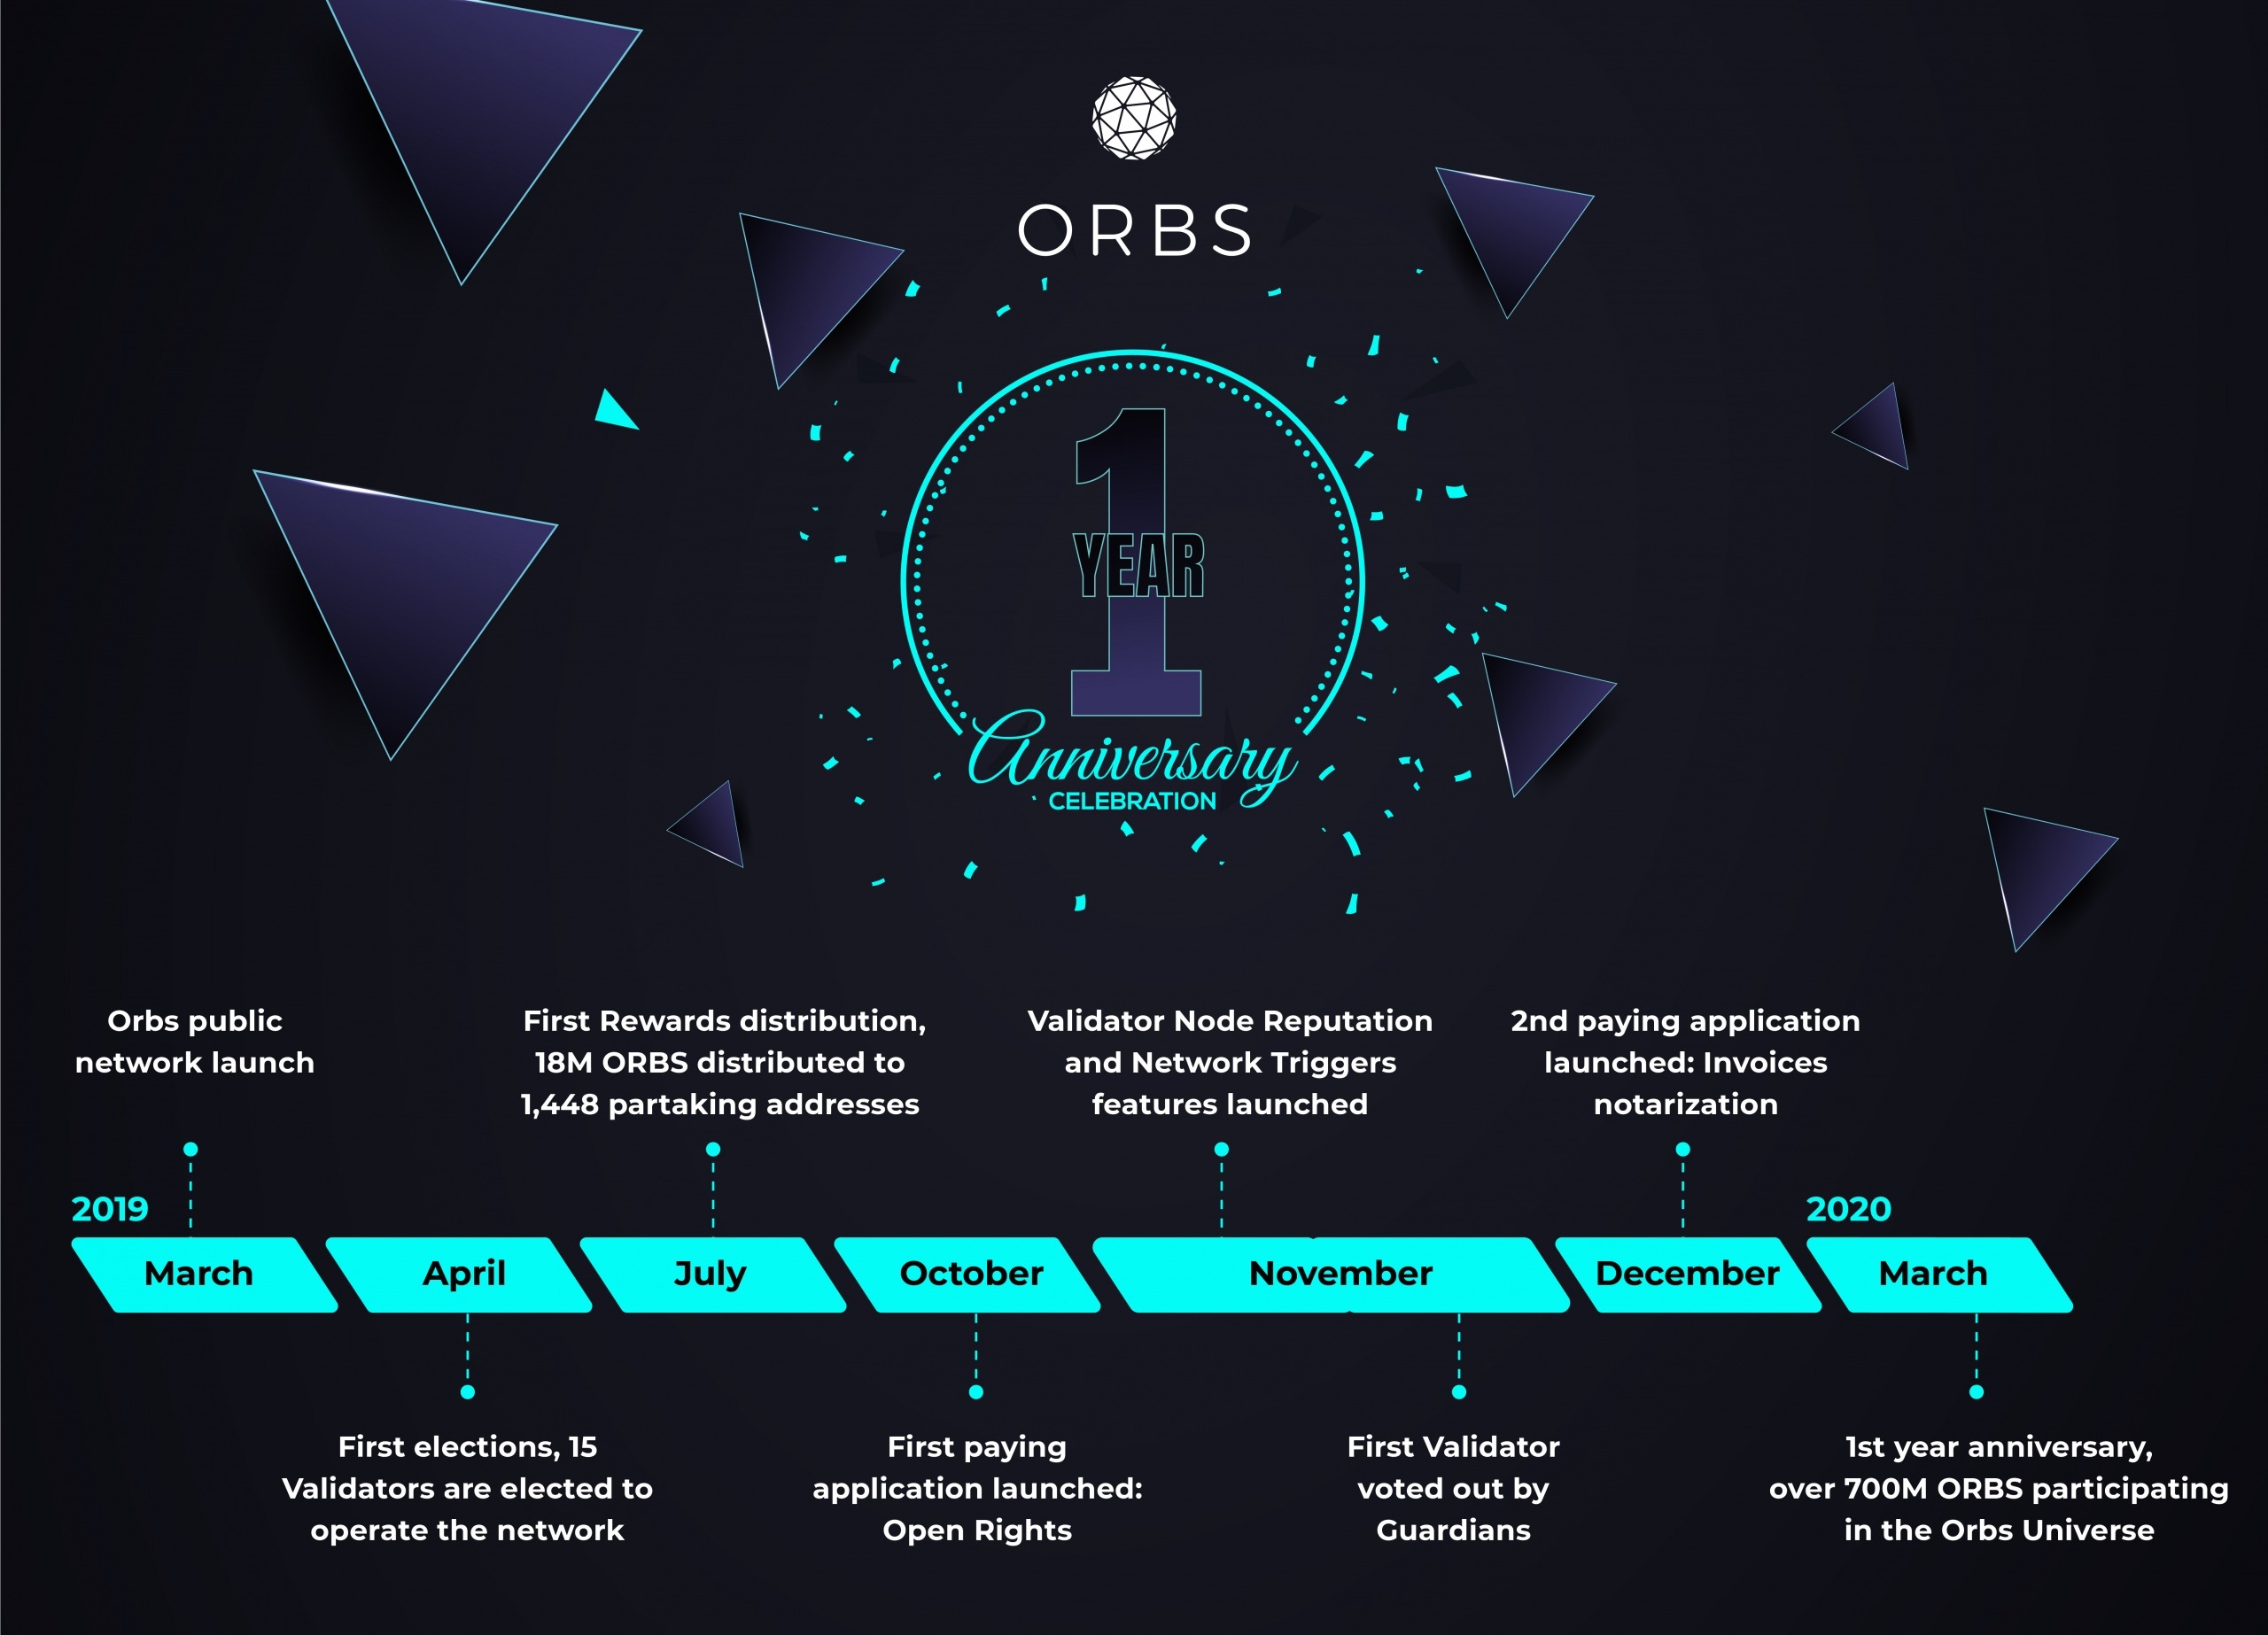 ORBS
1
YEAR
Anniversary
CELEBRATION
Orbs public
network launch
First Rewards distribution,
18M ORBS distributed to
1,448 partaking addresses
Validator Node Reputation
and Network Triggers
features launched
2nd paying application
launched: Invoices
notarization
2019
2020
March
April
July
October
November
December
March
First elections, 15
Validators are elected to
operate the network
First paying
application launched:
Open Rights
First Validator
voted out by
Guardians
1st year anniversary,
over 700M ORBS participating
in the Orbs Universe